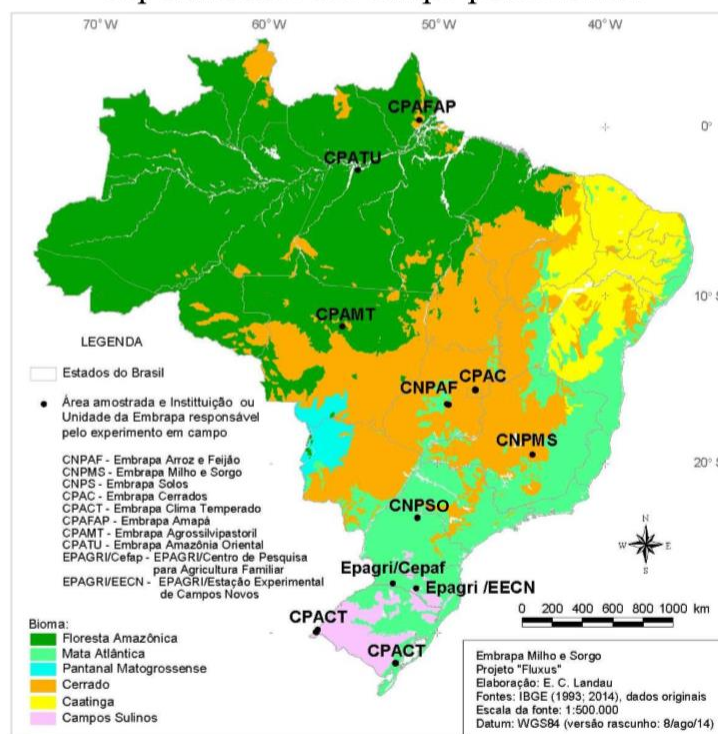 70° W
60° W
50° W
40° W
CPAFAP
0°
CPATU
10° S
CPAMT
LEGENDA
Estados do Brasil
CPAC
CNPAF
Área amostrada e Instituição ou
Unidade da Embrapa responsável
pelo experimento em campo
CNPMS
20° S
CNPAF - Embrapa Arroz e Feijão
CNPMS - Embrapa Milho e Sorgo
CNPS - Embrapa Solos
CPAC - Embrapa Cerrados
CPACT - Embrapa Clima Temperado
CPAFAP - Embrapa Amapá
CPAMT - Embrapa Agrossilvipastoril
CPATU - Embrapa Amazônia Oriental
EPAGRI/Cefap - EPAGRI/Centro de Pesquisa
para Agricultura Familiar
EPAGRI/EECN - EPAGRI/Estação Experimental
de Campos Novos
CNPSO
N
W E
S
Epagri/Cepaf
Epagri /EECN
0 200 400 600 800 1000 km
CPACT
CPACT
Bioma:
Floresta Amazônica
Mata Atlântica
Pantanal Matogrossense
Cerrado
Caatinga
Campos Sulinos
Embrapa Milho e Sorgo
Projeto "Fluxus"
Elaboração: E. C. Landau
Fontes: IBGE (1993; 2014), dados originais
Escala da fonte: 1:500.000
Datum: WGS84 (versão rascunho: 8/ago/14)